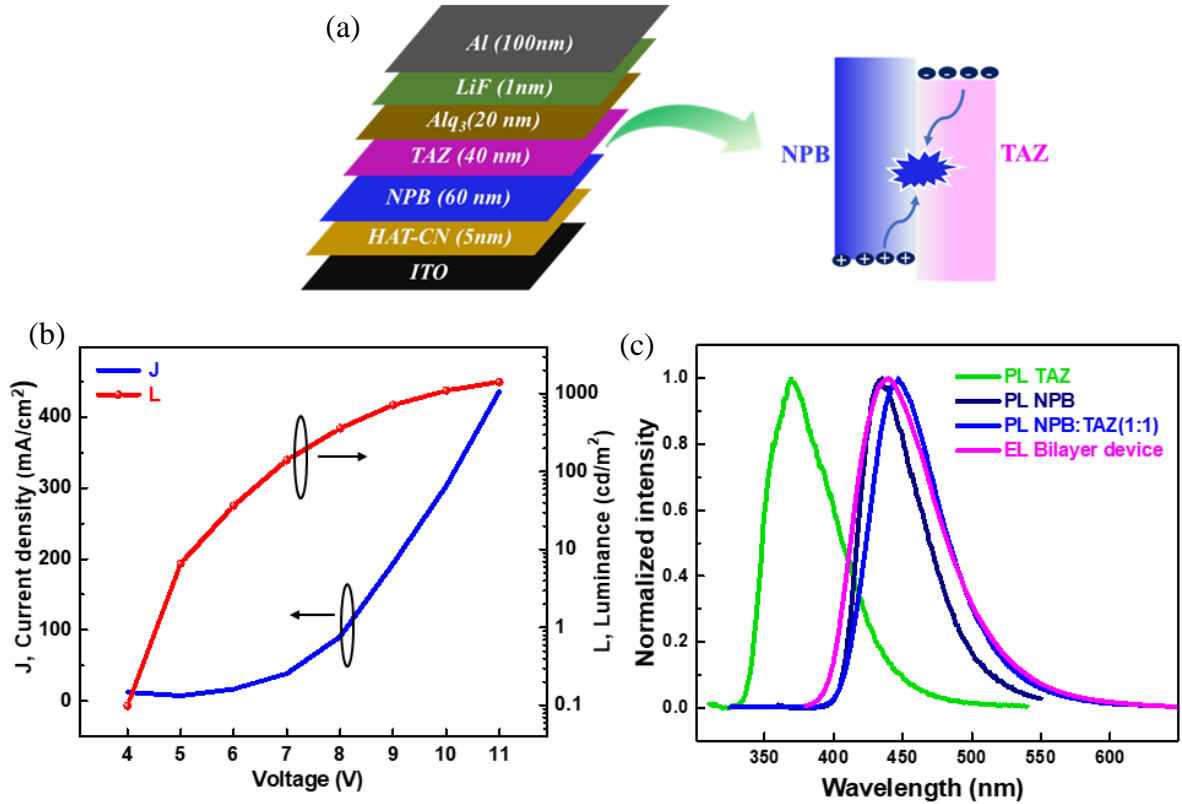 (a)
Al (100nm)
LiF (1nm)
Alq3(20 nm)
TAZ (40 nm)
NPB (60 nm)
HAT-CN (5nm)
ITO
NPB
TAZ
- - - -
+ + + +
(b)
J
L
J, Current density (mA/cm2)
400
300
200
100
0
L, Luminance (cd/m2)
1000
100
10
1
0.1
4 5 6 7 8 9 10 11
Voltage (V)
(c)
PL TAZ
PL NPB
PL NPB:TAZ(1:1)
EL Bilayer device
Normalized intensity
1.0
0.8
0.6
0.4
0.2
0.0
350 400 450 500 550 600
Wavelength (nm)